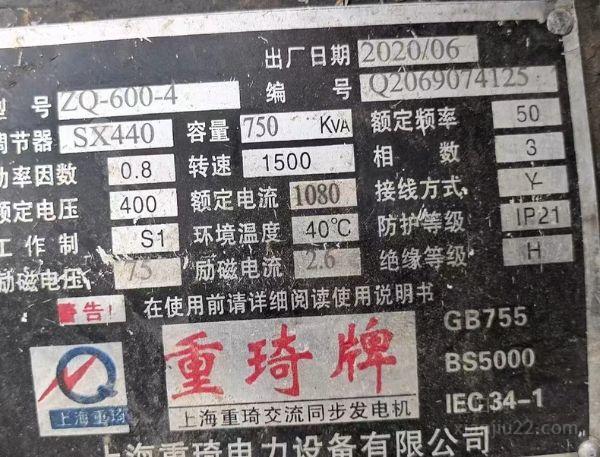 出厂日期 2020/06
型号 ZQ-600-4 编号 Q2069074125
调节器 SX440 容量 750 KVA 额定频率 50
功率因数 0.8 转速 1500 相数 3
额定电压 400 额定电流 1080 接线方式 Y
工作制 S1 环境温度 40℃ 防护等级 IP21
励磁电压 75 励磁电流 2.6 绝缘等级 H
警告! 在使用前请详细阅读使用说明书
重琦牌
上海重琦交流同步发电机
上海重琦
GB755
BS5000
IEC 34-1
上海重琦电力设备有限公司